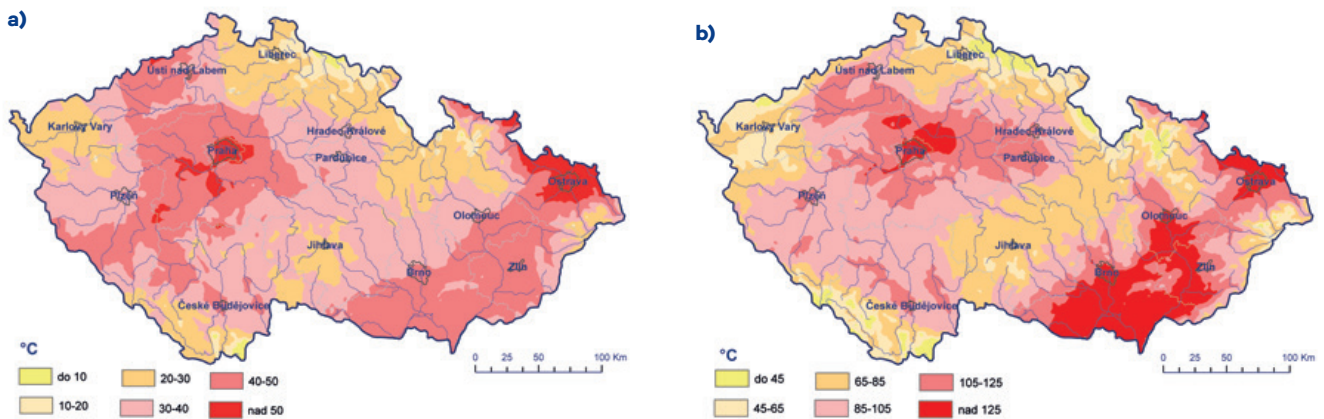 a)
Liberec
Ústí nad Labem
Karlovy Vary
Hradec Králové
Praha
Pardubice
Plzeň
Ostrava
Olomouc
Jihlava
Brno
Zlín
České Budějovice
°C
do 10
20-30
40-50
10-20
30-40
nad 50
0 25 50 100 Km
b)
Liberec
Ústí nad Labem
Karlovy Vary
Hradec Králové
Praha
Pardubice
Plzeň
Ostrava
Olomouc
Jihlava
Brno
Zlín
České Budějovice
°C
do 45
65-85
105-125
45-65
85-105
nad 125
0 25 50 100 Km